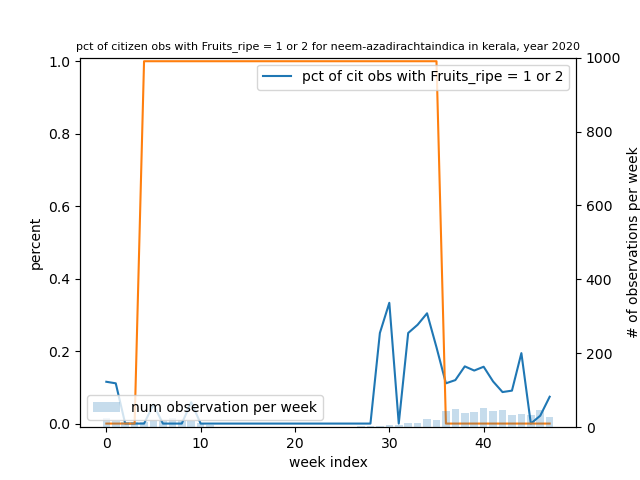 pct of citizen obs with Fruits_ripe = 1 or 2 for neem-azadirachtaindica in kerala, year 2020
1.0
0.8
0.6
0.4
0.2
0.0
percent
pct of cit obs with Fruits_ripe = 1 or 2
num observation per week
1000
800
600
400
200
0
# of observations per week
0
10
20
30
40
week index